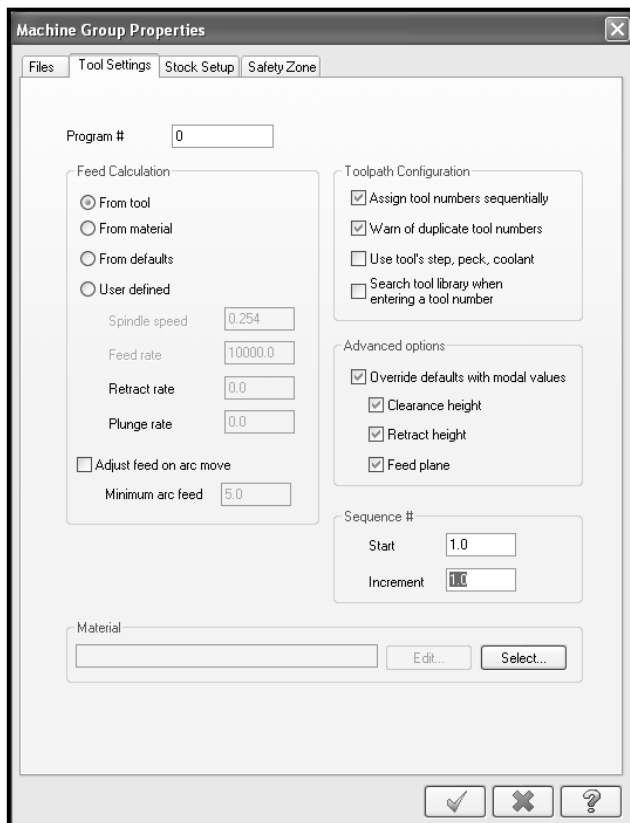 Machine Group Properties
Files Tool Settings Stock Setup Safety Zone
Program # 0
Feed Calculation
From tool
From material
From defaults
User defined
Spindle speed 0.254
Feed rate 10000.0
Retract rate 0.0
Plunge rate 0.0
Adjust feed on arc move
Minimum arc feed 5.0
Toolpath Configuration
Assign tool numbers sequentially
Warn of duplicate tool numbers
Use tool's step, peck, coolant
Search tool library when
entering a tool number
Advanced options
Override defaults with modal values
Clearance height
Retract height
Feed plane
Sequence #
Start 1.0
Increment 1.0
Material
Edit... Select...